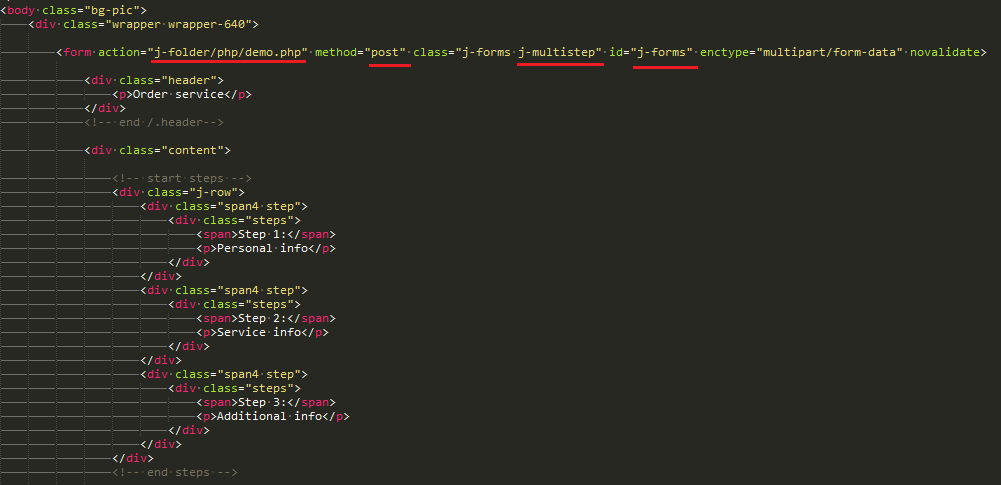 <body class="bg-pic">
<div class="wrapper wrapper-640">
<form action="j-folder/php/demo.php" method="post" class="j-forms j-multistep" id="j-forms" enctype="multipart/form-data" novalidate>
<div class="header">
<p>Order service</p>
</div>
<!-- end /.header-->
<div class="content">
<!-- start steps -->
<div class="j-row">
<div class="span4 step">
<div class="steps">
<span>Step 1:</span>
<p>Personal info</p>
</div>
</div>
<div class="span4 step">
<div class="steps">
<span>Step 2:</span>
<p>Service info</p>
</div>
</div>
<div class="span4 step">
<div class="steps">
<span>Step 3:</span>
<p>Additional info</p>
</div>
</div>
</div>
<!-- end steps -->